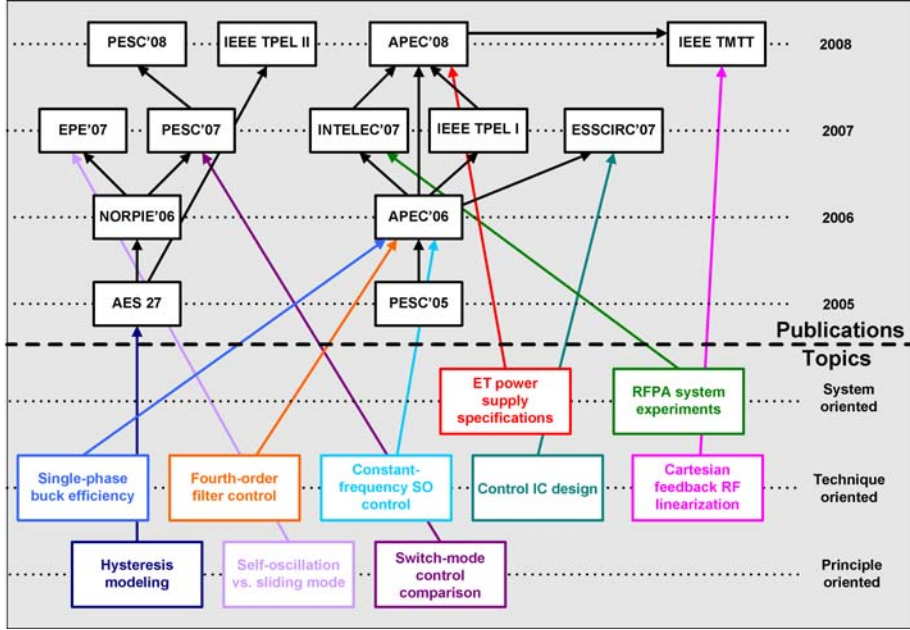 PESC'08
IEEE TPEL II
APEC'08
IEEE TMTT
2008
EPE'07
PESC'07
INTELEC'07
IEEE TPEL I
ESSCIRC'07
2007
NORPIE'06
APEC'06
2006
AES 27
PESC'05
2005
Publications
Topics
ET power
supply
specifications
RFPA system
experiments
System
oriented
Single-phase
buck efficiency
Fourth-order
filter control
Constant-
frequency SO
control
Control IC design
Cartesian
feedback RF
linearization
Technique
oriented
Hysteresis
modeling
Self-oscillation
vs. sliding mode
Switch-mode
control
comparison
Principle
oriented